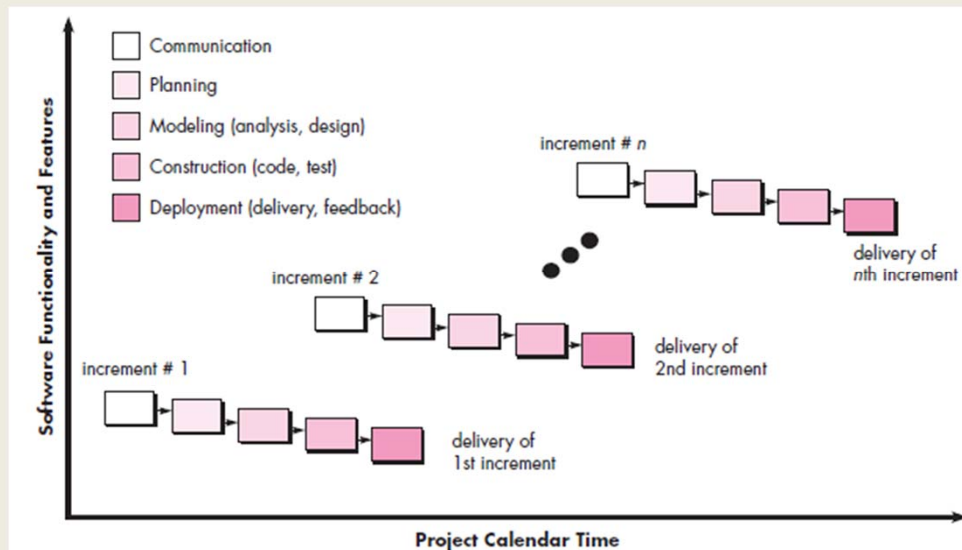 Software Functionality and Features
Communication
Planning
Modeling (analysis, design)
Construction (code, test)
Deployment (delivery, feedback)
increment # n
delivery of
nth increment
increment # 2
delivery of
2nd increment
increment # 1
delivery of
1st increment
Project Calendar Time